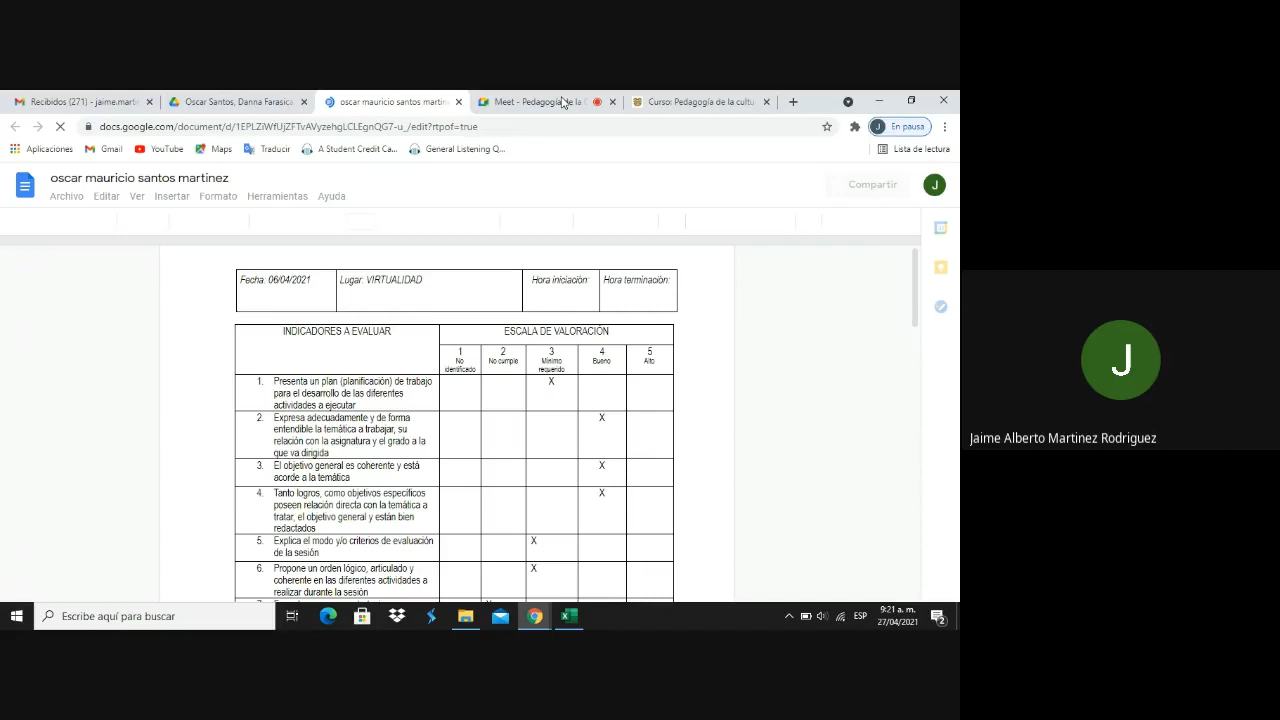 Recibidos (271) - jaime.marti
Oscar Santos, Danna Farasica
oscar mauricio santos martin
Meet - Pedagogía de la C
Curso: Pedagogía de la cultu
docs.google.com/document/d/1EPLZiWfUjZFTvAVyzehgLCLEgnQG7-u_/edit?rtpof=true
En pausa
Aplicaciones
Gmail
YouTube
Maps
Traducir
A Student Credit Ca...
General Listening Q...
Lista de lectura
oscar mauricio santos martinez
Archivo Editar Ver Insertar Formato Herramientas Ayuda
Compartir
J
Fecha: 06/04/2021
Lugar: VIRTUALIDAD
Hora iniciación:
Hora terminación:
INDICADORES A EVALUAR
ESCALA DE VALORACIÓN
1
No
identificado
2
No cumple
3
Mínimo
requerido
4
Bueno
5
Alto
1. Presenta un plan (planificación) de trabajo
para el desarrollo de las diferentes
actividades a ejecutar
X
2. Expresa adecuadamente y de forma
entendible la temática a trabajar, su
relación con la asignatura y el grado a la
que va dirigida
X
3. El objetivo general es coherente y está
acorde a la temática
X
4. Tanto logros, como objetivos específicos
poseen relación directa con la temática a
tratar, el objetivo general y están bien
redactados
X
5. Explica el modo y/o criterios de evaluación
de la sesión
X
6. Propone un orden lógico, articulado y
coherente en las diferentes actividades a
realizar durante la sesión
X
J
Jaime Alberto Martinez Rodriguez
Escribe aquí para buscar
ESP
9:21 a. m.
27/04/2021
2